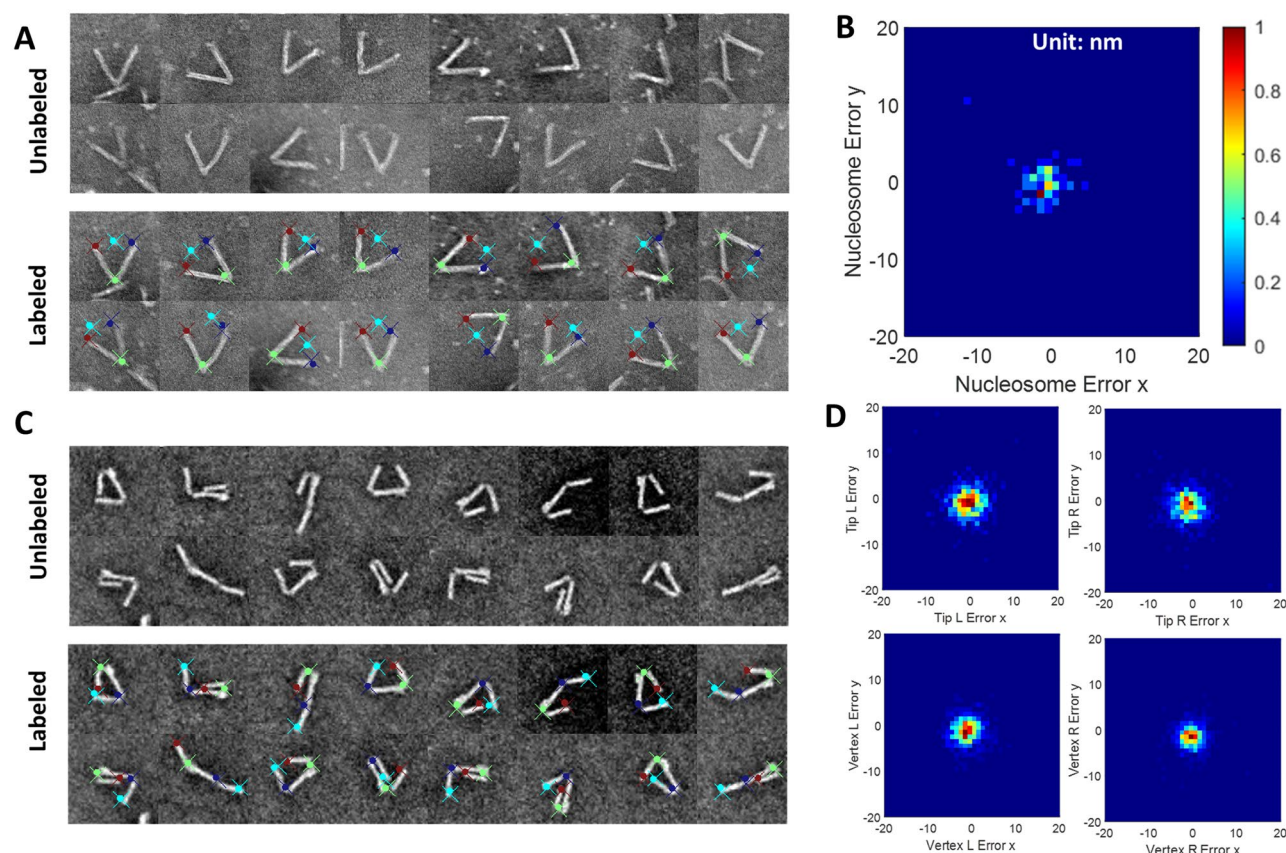 A
Unlabeled
Labeled
B
Unit: nm
20
10
0
-10
-20
-20
-10
0
10
20
Nucleosome Error y
Nucleosome Error x
1
0.8
0.6
0.4
0.2
0
C
Unlabeled
Labeled
D
20
10
0
-10
-20
-20
-10
0
10
20
Tip L Error y
Tip L Error x
20
10
0
-10
-20
-20
-10
0
10
20
Tip R Error y
Tip R Error x
20
10
0
-10
-20
-20
-10
0
10
20
Vertex L Error y
Vertex L Error x
20
10
0
-10
-20
-20
-10
0
10
20
Vertex R Error y
Vertex R Error x